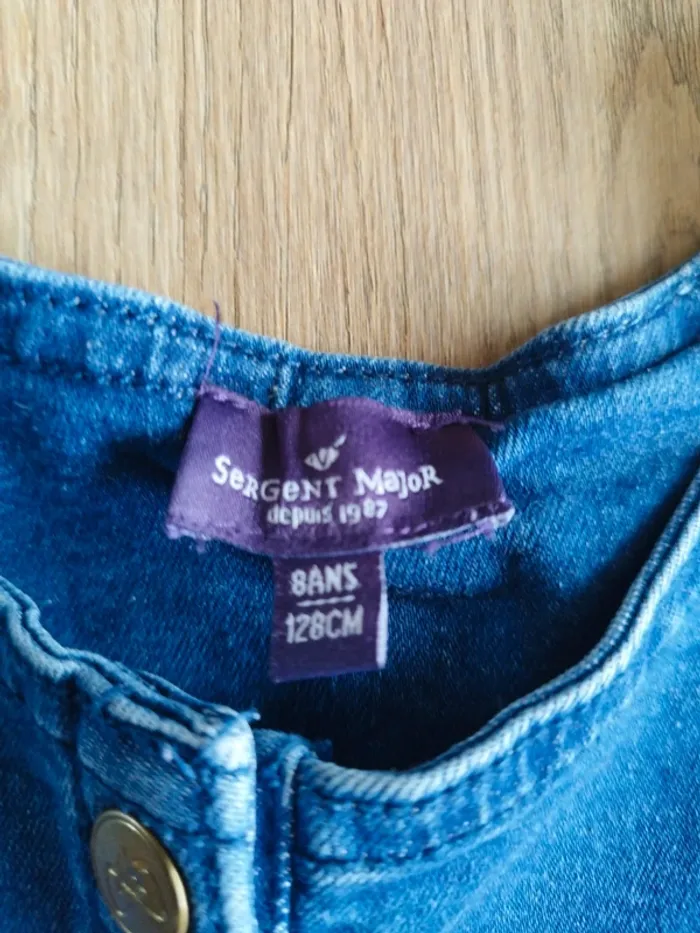 SeRGeNT MajoR
depuis 1987
8ANS
128CM